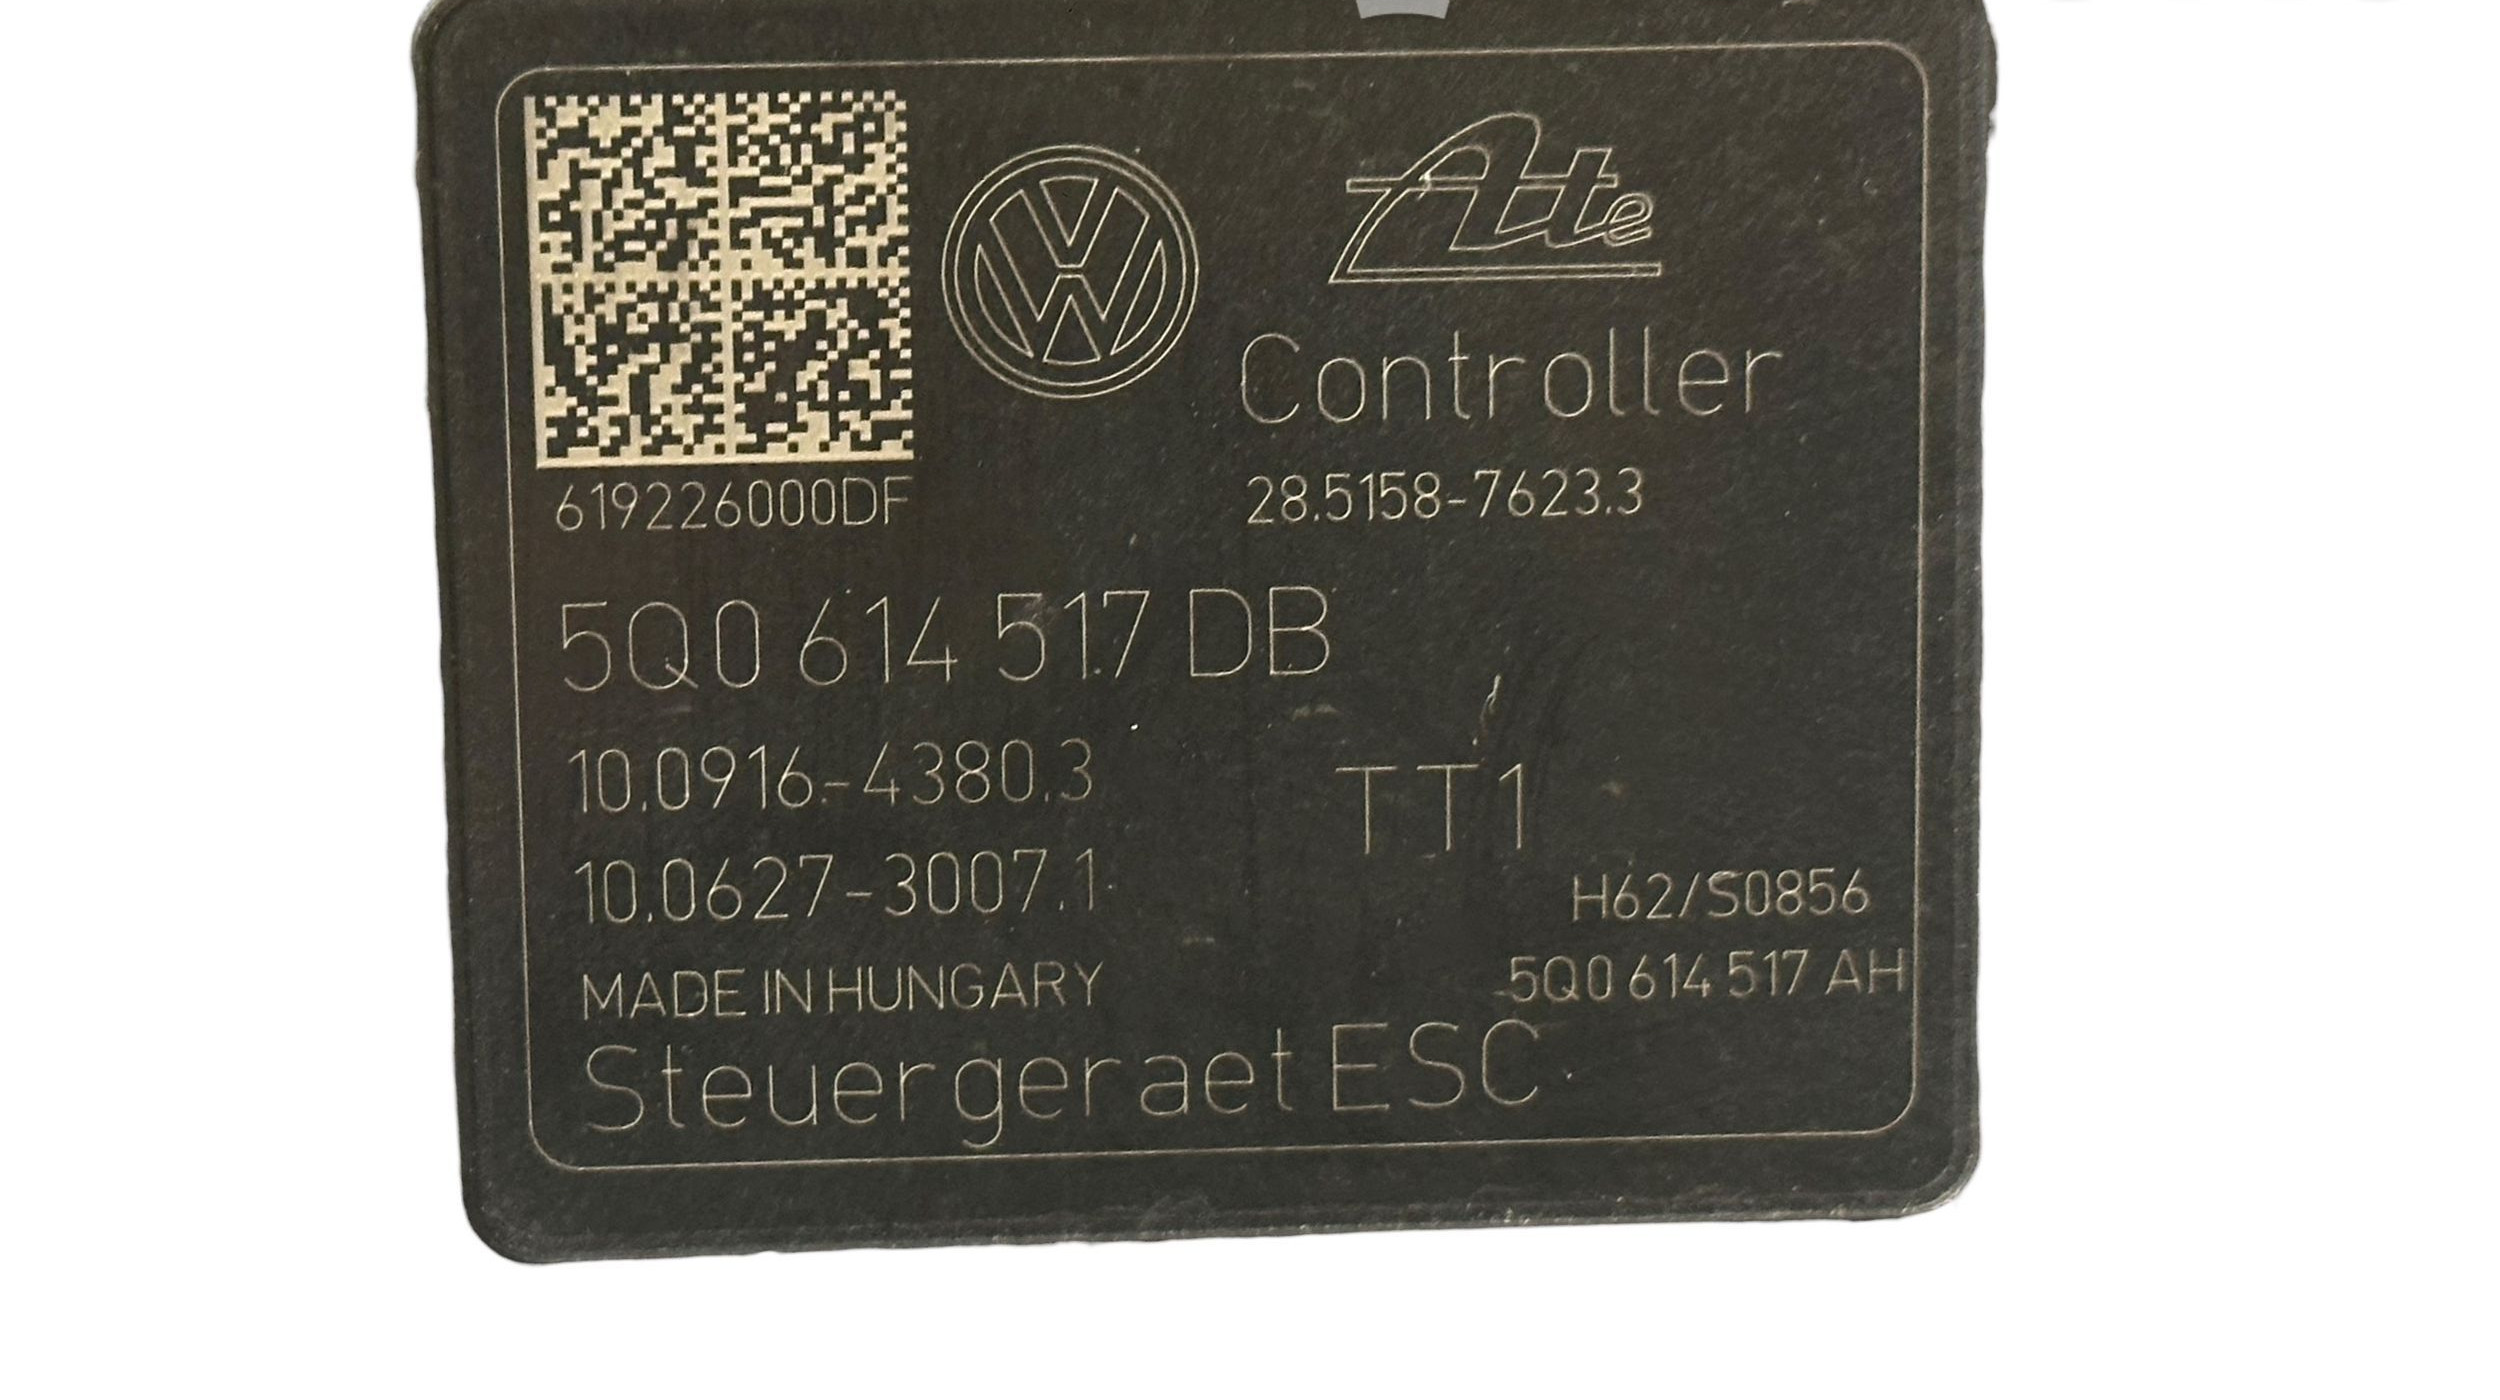 Ate
Controller
28.5158-7623.3
619226000DF
5Q0 614 517 DB
10.0916-4380.3
TT1
10.0627-3007.1
H62/S0856
MADE IN HUNGARY
5Q0 614 517 AH
Steuergeraet ESC